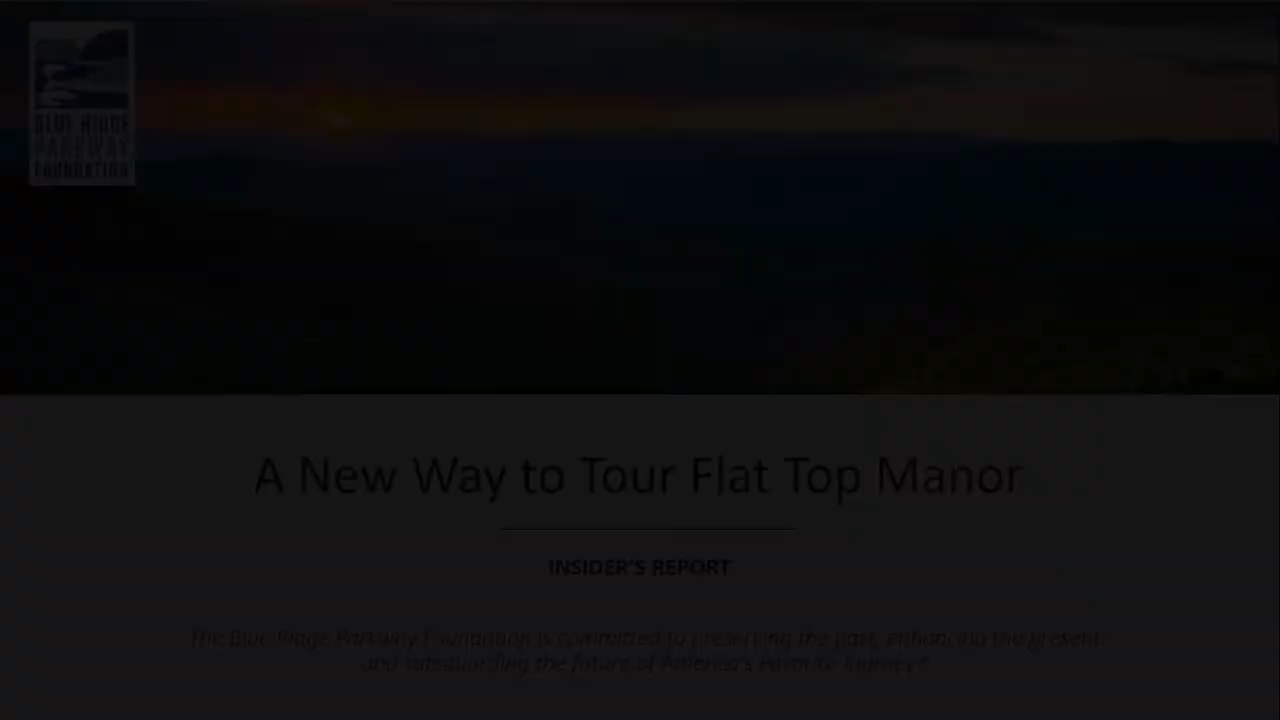 BLUE RIDGE
PARKWAY
FOUNDATION
A New Way to Tour Flat Top Manor
INSIDER'S REPORT
The Blue Ridge Parkway Foundation is committed to preserving the past, enhancing the present,
and safeguarding the future of America's Favorite Journey.